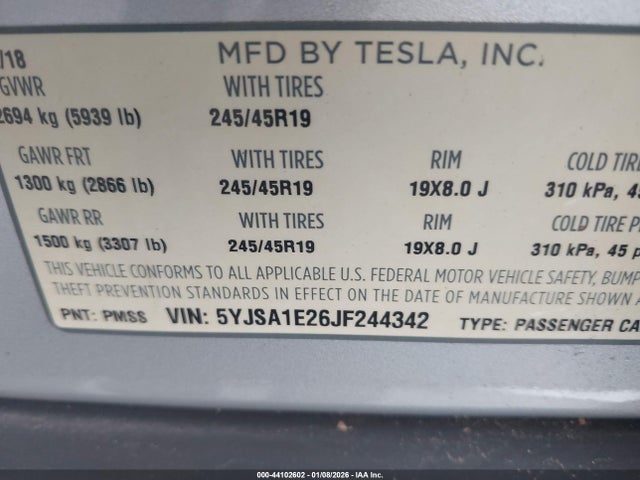 /18 MFD BY TESLA, INC.
GVWR WITH TIRES
2694 kg (5939 lb) 245/45R19
GAWR FRT WITH TIRES RIM COLD TIRE
1300 kg (2866 lb) 245/45R19 19X8.0 J 310 kPa, 45
GAWR RR WITH TIRES RIM COLD TIRE P
1500 kg (3307 lb) 245/45R19 19X8.0 J 310 kPa, 45 p
THIS VEHICLE CONFORMS TO ALL APPLICABLE U.S. FEDERAL MOTOR VEHICLE SAFETY, BUMP
THEFT PREVENTION STANDARDS IN EFFECT ON THE DATE OF MANUFACTURE SHOWN A
PNT: PMSS VIN: 5YJSA1E26JF244342 TYPE: PASSENGER CA
000-44102602 - 01/08/2026 - IAA Inc.